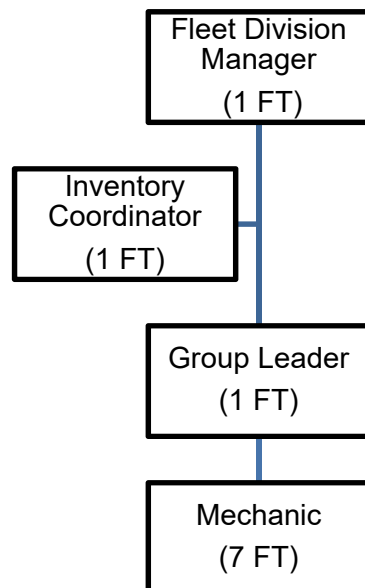 Fleet Division
Manager
(1 FT)
Inventory
Coordinator
(1 FT)
Group Leader
(1 FT)
Mechanic
(7 FT)